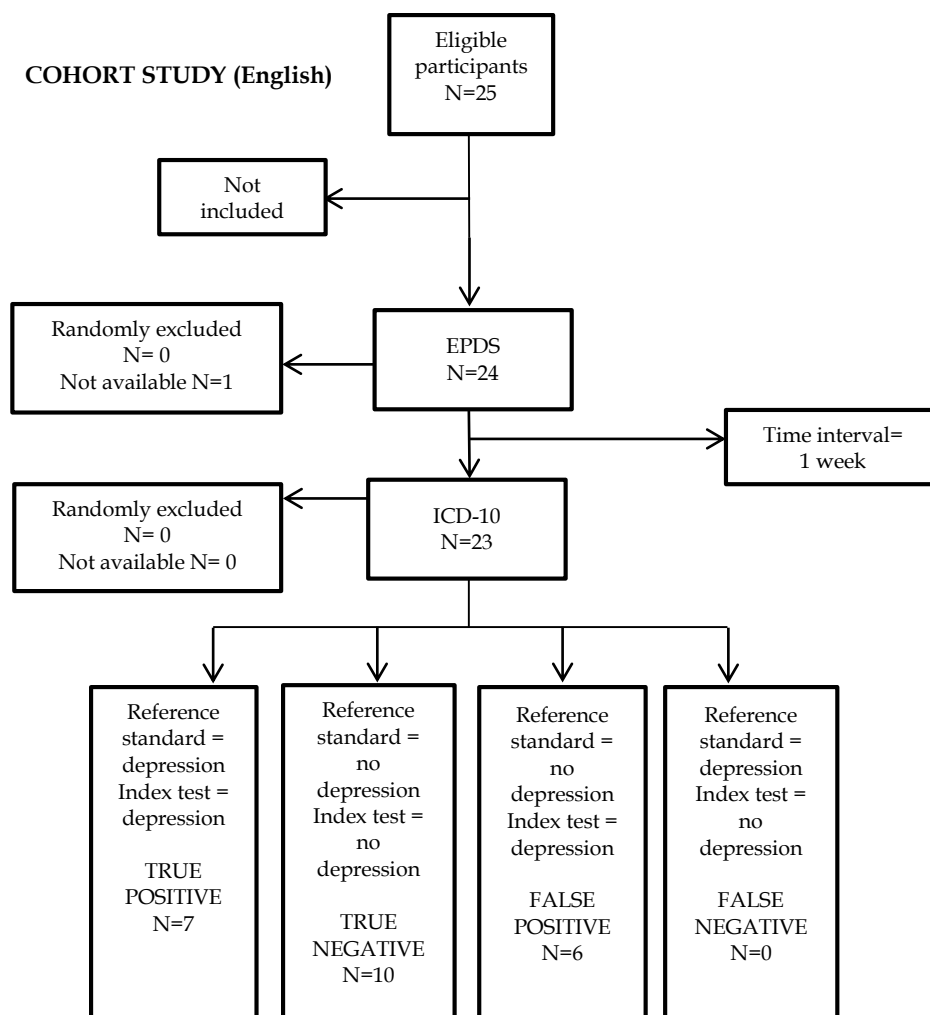 COHORT STUDY (English)
Eligible
participants
N=25
Not
included
Randomly excluded
N= 0
Not available N=1
EPDS
N=24
Time interval=
1 week
Randomly excluded
N= 0
Not available N= 0
ICD-10
N=23
Reference
standard =
depression
Index test =
depression
TRUE
POSITIVE
N=7
Reference
standard =
no
depression
Index test =
no
depression
TRUE
NEGATIVE
N=10
Reference
standard =
no
depression
Index test =
depression
FALSE
POSITIVE
N=6
Reference
standard =
depression
Index test =
no
depression
FALSE
NEGATIVE
N=0